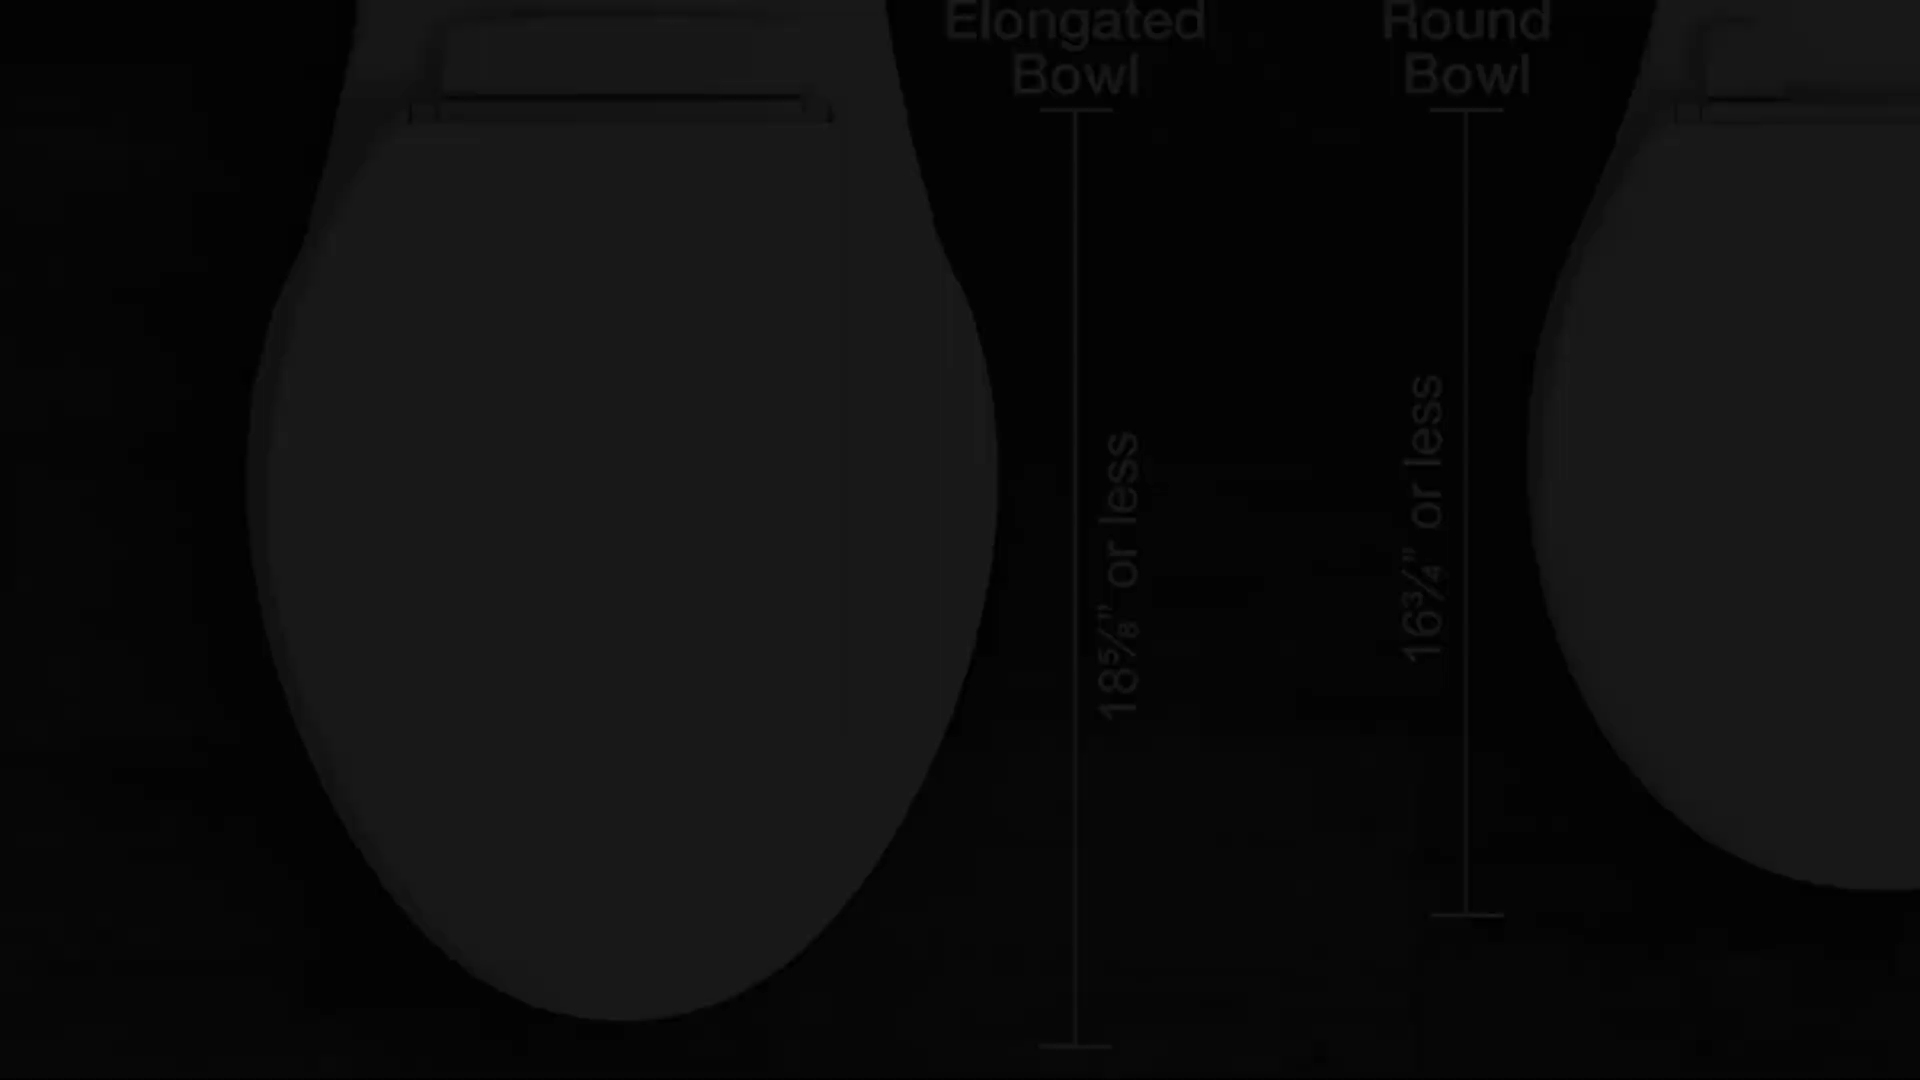 Elongated
Bowl
18⅝" or less
Round
Bowl
16¾" or less